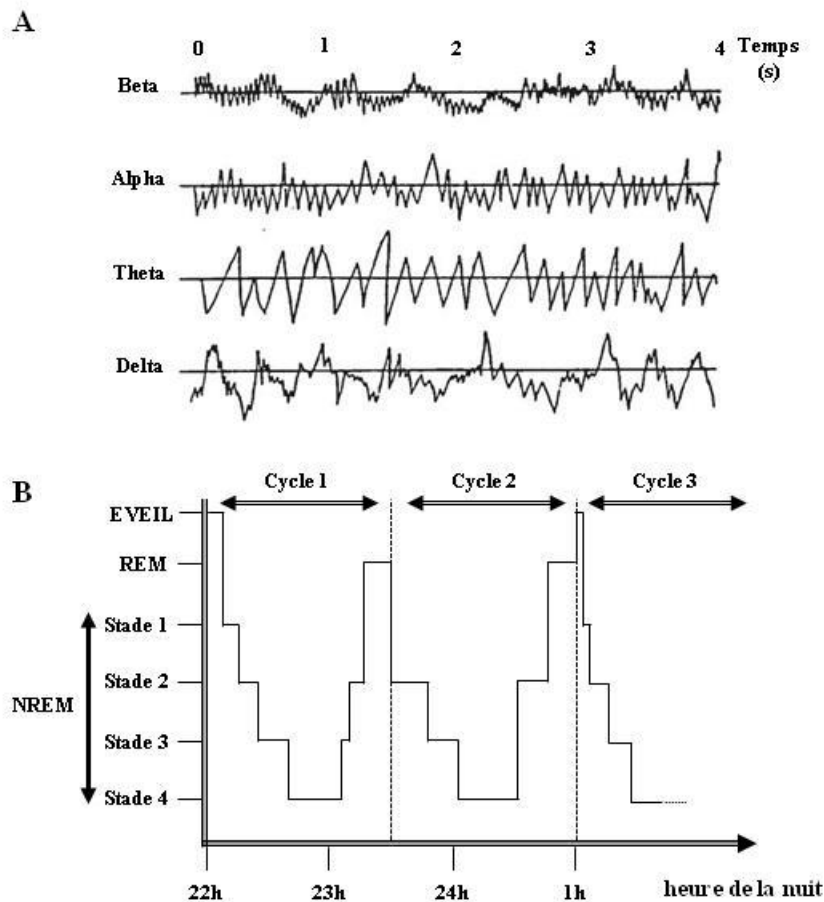 A
0 1 2 3 4 Temps
(s)
Beta
Alpha
Theta
Delta
B
Cycle 1 Cycle 2 Cycle 3
EVEIL
REM
Stade 1
Stade 2
NREM
Stade 3
Stade 4
22h 23h 24h 1h heure de la nuit